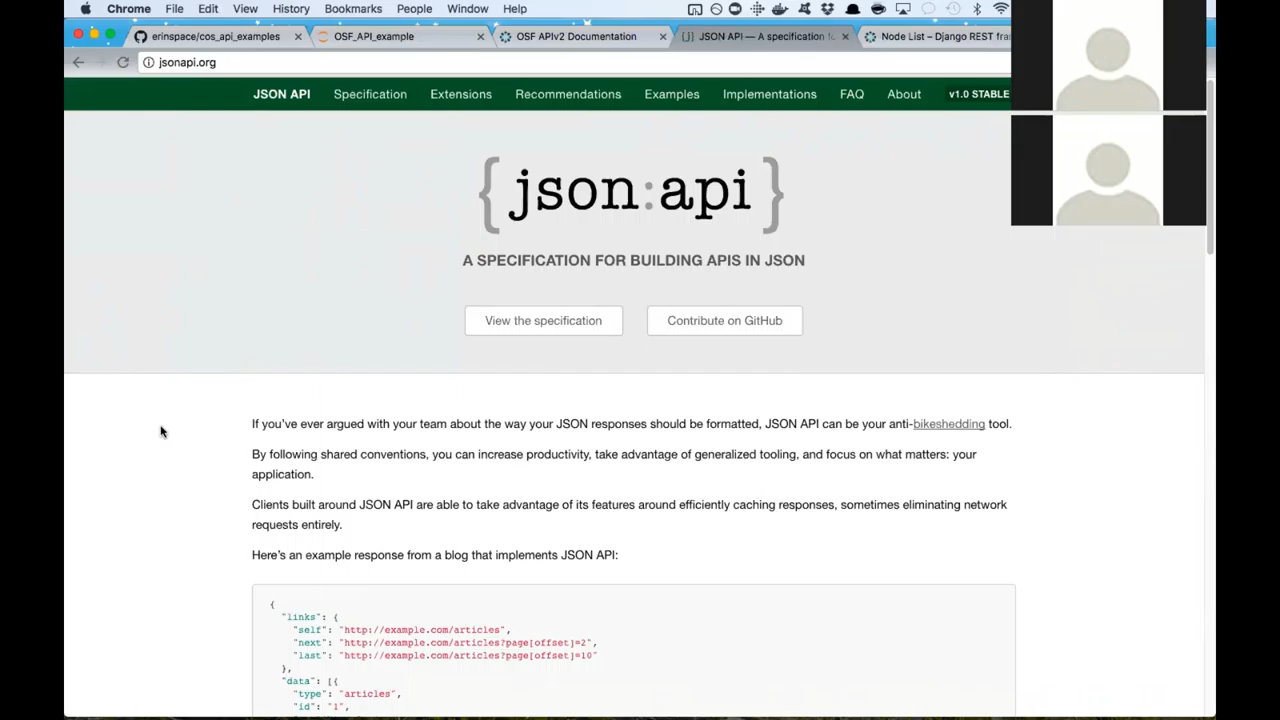 Chrome File Edit View History Bookmarks People Window Help
erinspace/cos_api_examples
OSF_API_example
OSF APIv2 Documentation
{;} JSON API — A specification fo
Node List – Django REST fra
jsonapi.org
JSON API Specification Extensions Recommendations Examples Implementations FAQ About v1.0 STABLE
{ json:api }
A SPECIFICATION FOR BUILDING APIS IN JSON
View the specification
Contribute on GitHub
If you've ever argued with your team about the way your JSON responses should be formatted, JSON API can be your anti-bikeshedding tool.
By following shared conventions, you can increase productivity, take advantage of generalized tooling, and focus on what matters: your
application.
Clients built around JSON API are able to take advantage of its features around efficiently caching responses, sometimes eliminating network
requests entirely.
Here's an example response from a blog that implements JSON API:
{
"links": {
"self": "http://example.com/articles",
"next": "http://example.com/articles?page[offset]=2",
"last": "http://example.com/articles?page[offset]=10"
},
"data": [{
"type": "articles",
"id": "1",